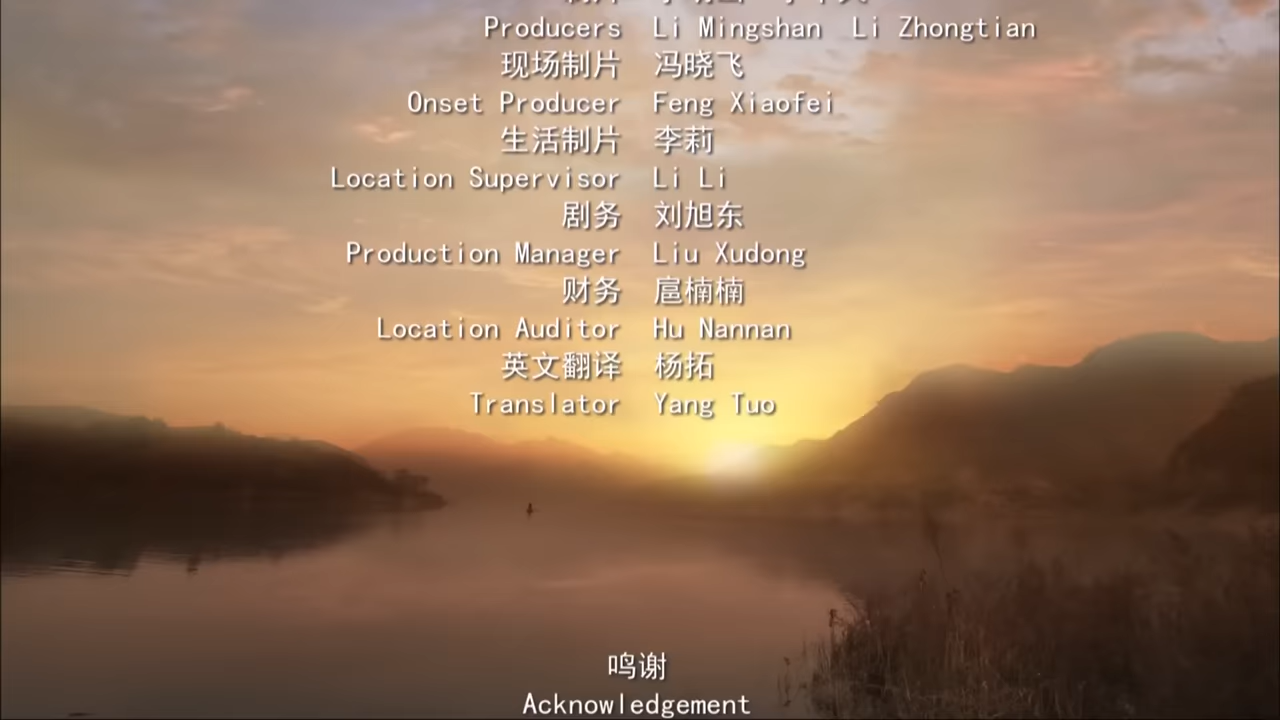 Producers Li Mingshan Li Zhongtian
现场制片 冯晓飞
Onset Producer Feng Xiaofei
生活制片 李莉
Location Supervisor Li Li
剧务 刘旭东
Production Manager Liu Xudong
财务 扈楠楠
Location Auditor Hu Nannan
英文翻译 杨拓
Translator Yang Tuo
鸣谢
Acknowledgement